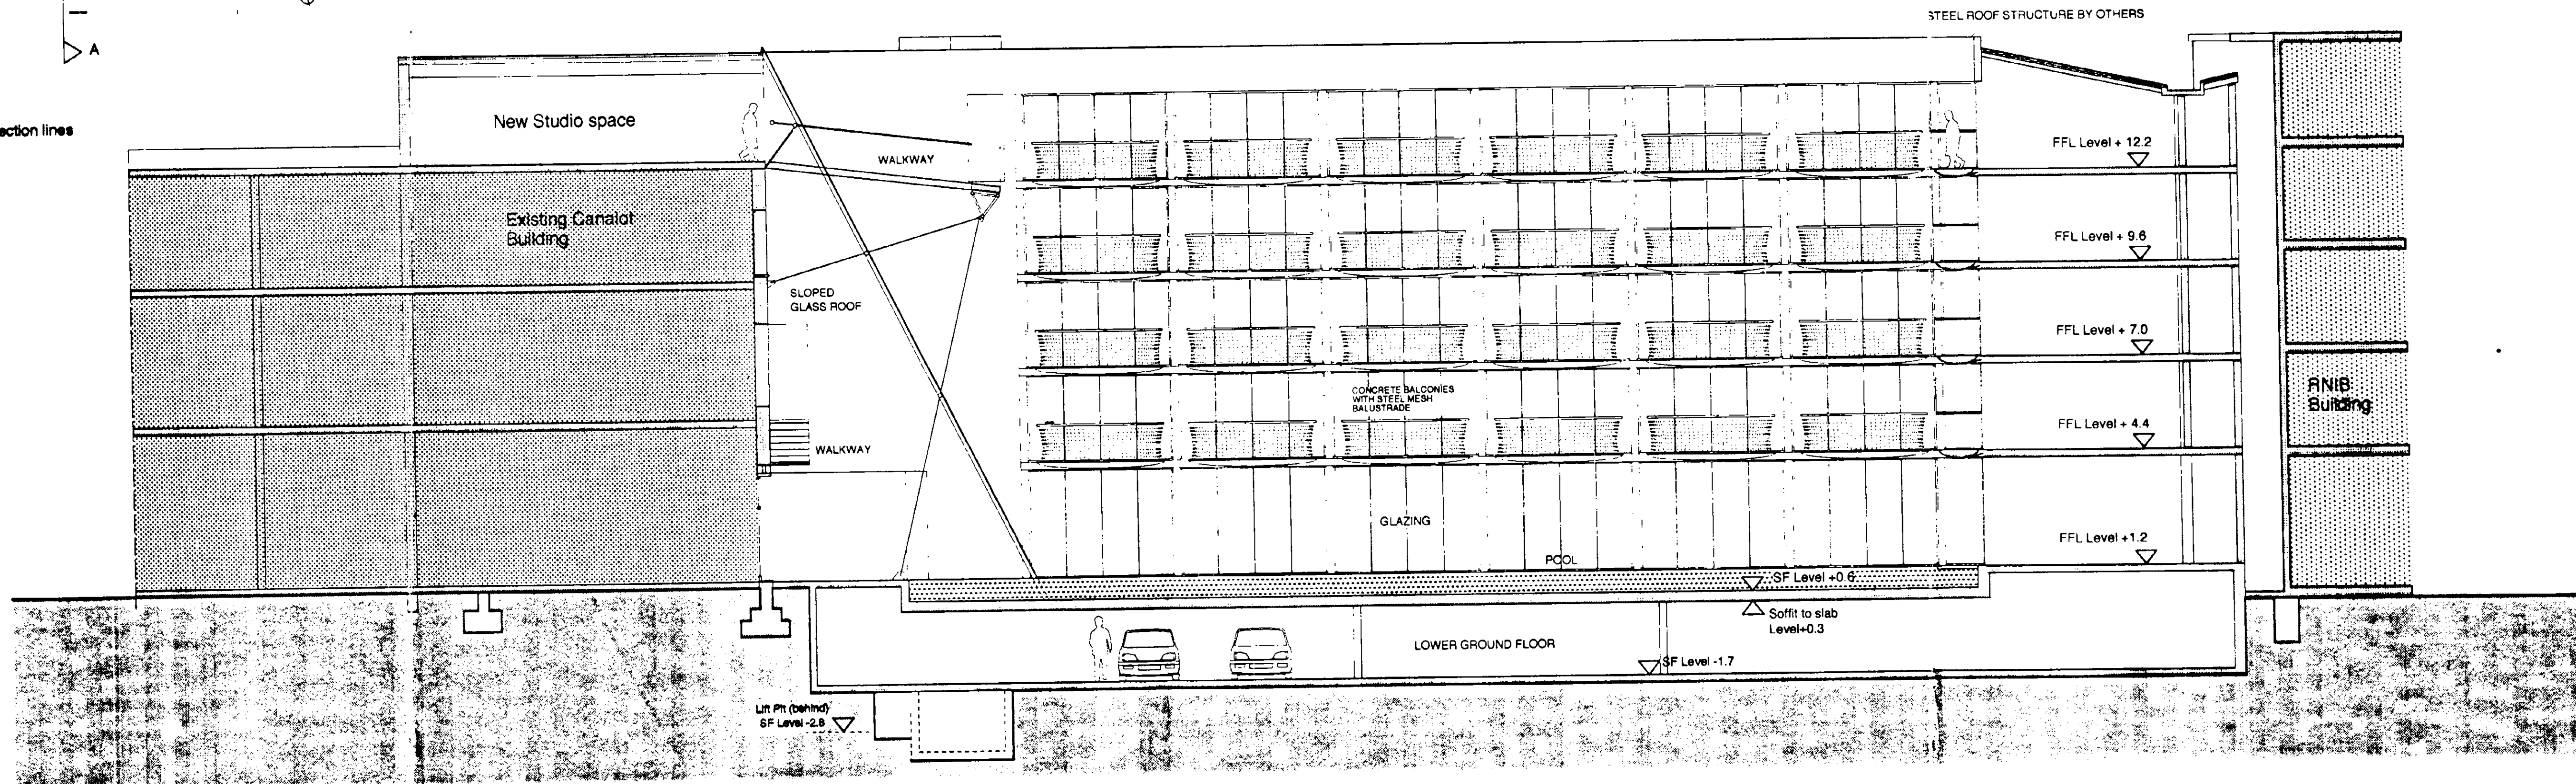 STEEL ROOF STRUCTURE BY OTHERS
A
ection lines
New Studio space
WALKWAY
FFL Level + 12.2
Existing Canalot
Building
FFL Level + 9.6
SLOPED
GLASS ROOF
FFL Level + 7.0
CONCRETE BALCONIES
WITH STEEL MESH
BALUSTRADE
RNIB
Building
FFL Level + 4.4
WALKWAY
GLAZING
FFL Level +1.2
POOL
SF Level +0.6
Soffit to slab
Level+0.3
LOWER GROUND FLOOR
SF Level -1.7
Lift Pit (behind)
SF Level -2.8